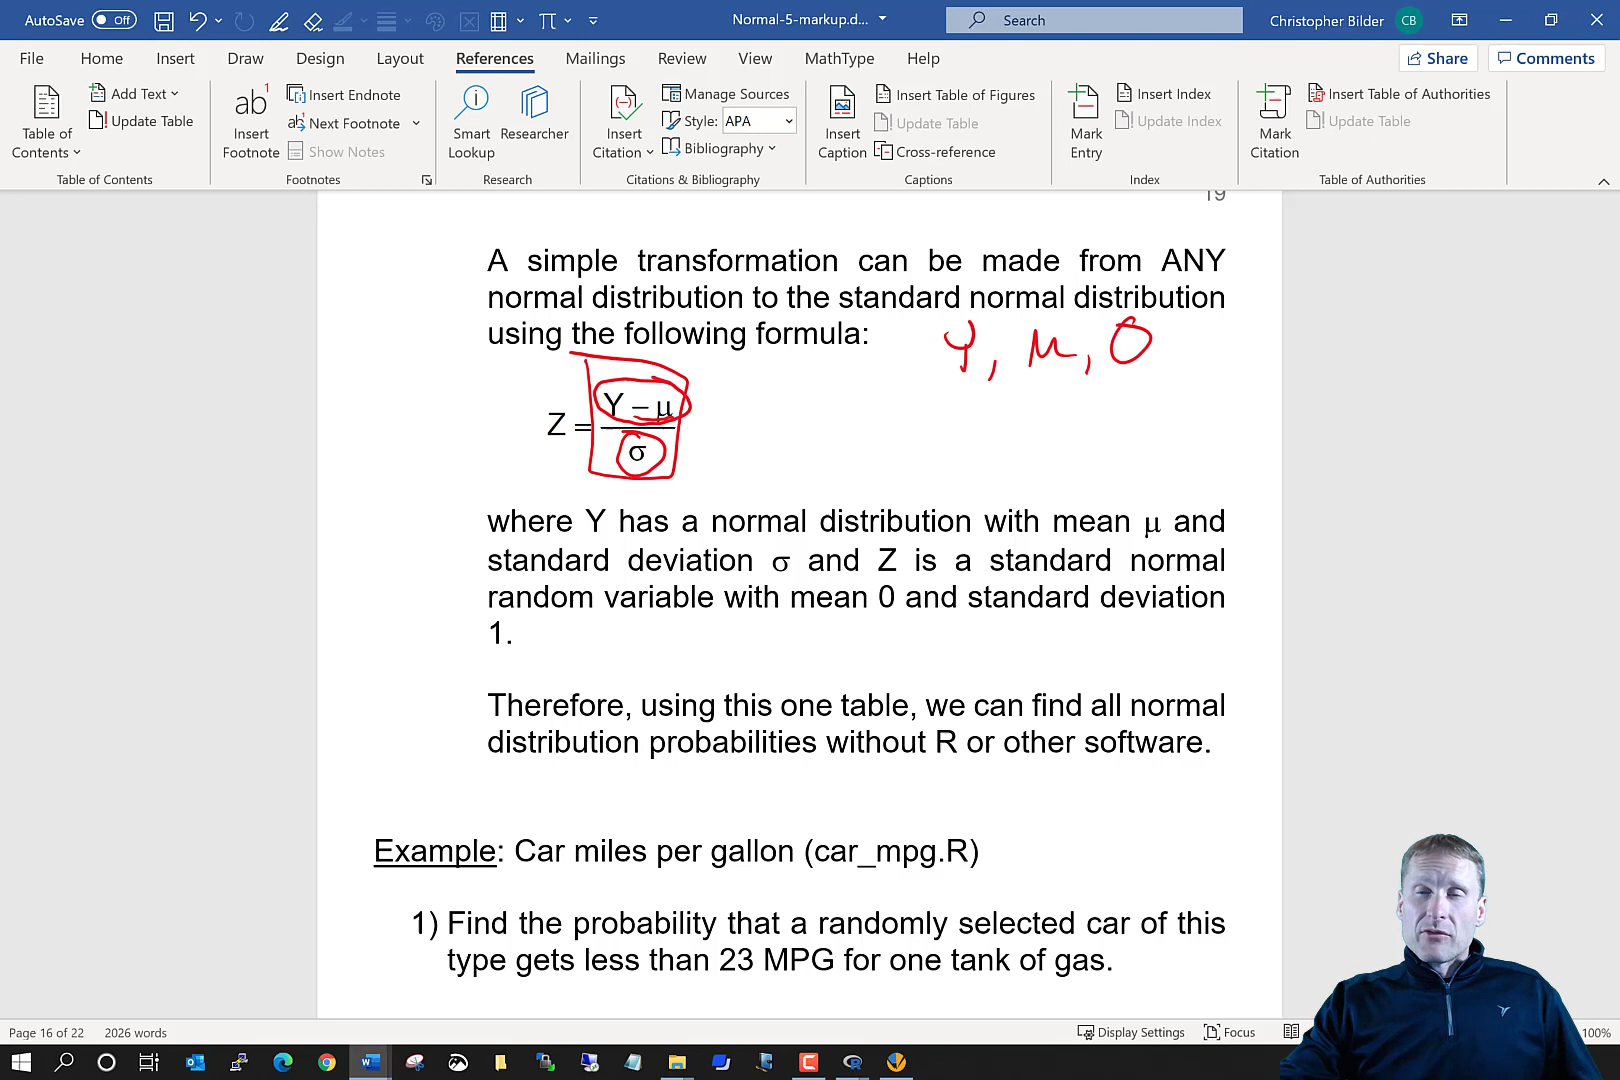 AutoSave Off Normal-5-markup.d... Search Christopher Bilder CB
File Home Insert Draw Design Layout References Mailings Review View MathType Help Share Comments
Table of Contents
Add Text
Update Table
Table of Contents
ab1 Insert Footnote
Insert Endnote
Next Footnote
Show Notes
Footnotes
Smart Lookup
Researcher
Research
Insert Citation
Manage Sources
Style: APA
Bibliography
Citations & Bibliography
Insert Caption
Insert Table of Figures
Update Table
Cross-reference
Captions
Mark Entry
Insert Index
Update Index
Index
Mark Citation
Insert Table of Authorities
Update Table
Table of Authorities
19
A simple transformation can be made from ANY
normal distribution to the standard normal distribution
using the following formula:
Y, μ, σ
Z = (Y − μ) / σ
where Y has a normal distribution with mean μ and
standard deviation σ and Z is a standard normal
random variable with mean 0 and standard deviation
1.
Therefore, using this one table, we can find all normal
distribution probabilities without R or other software.
Example: Car miles per gallon (car_mpg.R)
1) Find the probability that a randomly selected car of this
type gets less than 23 MPG for one tank of gas.
Page 16 of 22 2026 words Display Settings Focus 100%